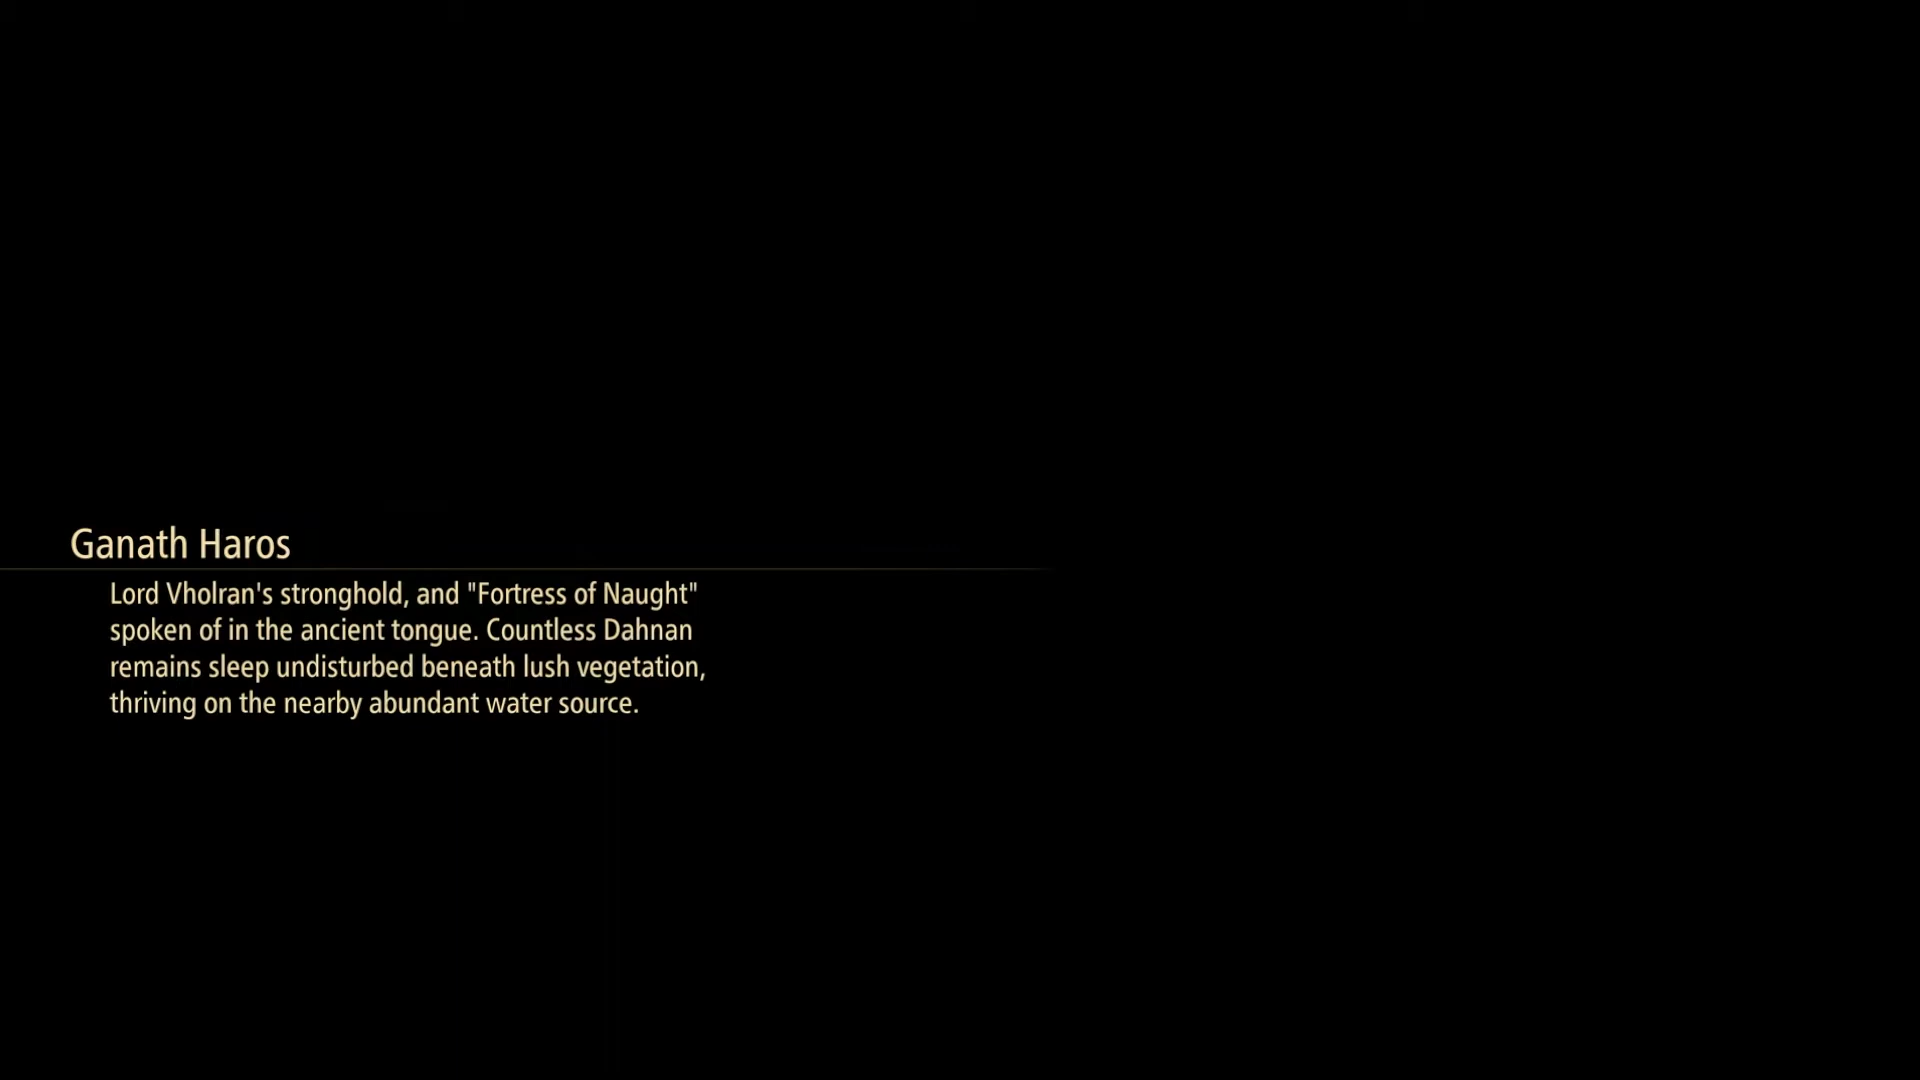 Ganath Haros
Lord Vholran's stronghold, and "Fortress of Naught"
spoken of in the ancient tongue. Countless Dahnan
remains sleep undisturbed beneath lush vegetation,
thriving on the nearby abundant water source.